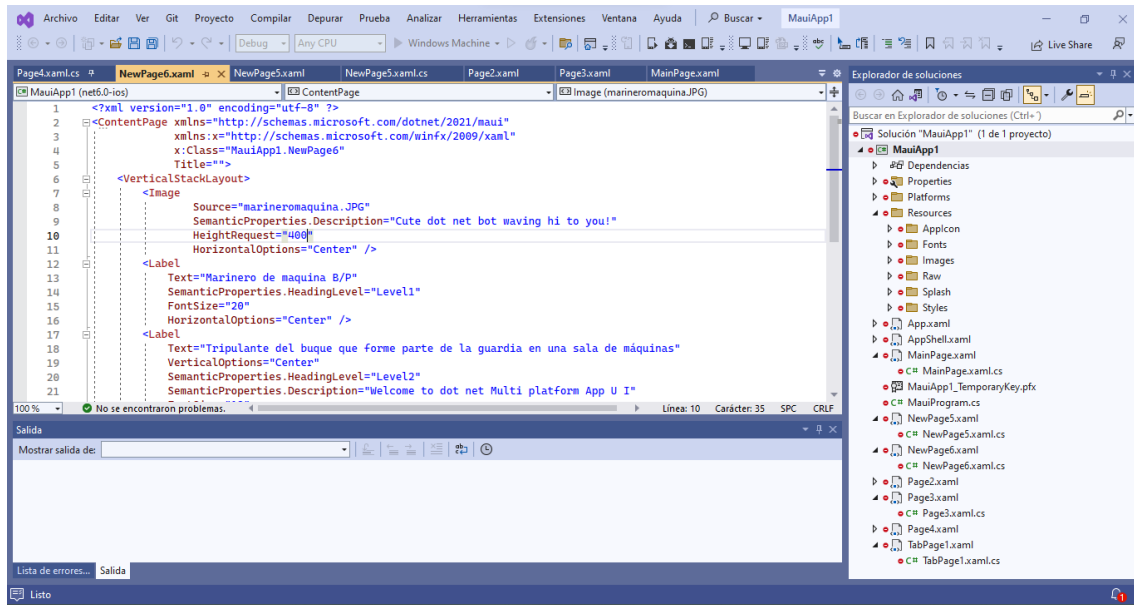 Archivo Editar Ver Git Proyecto Compilar Depurar Prueba Analizar Herramientas Extensiones Ventana Ayuda Buscar MauiApp1
Debug Any CPU Windows Machine Live Share
Page4.xaml.cs NewPage6.xaml NewPage5.xaml NewPage5.xaml.cs Page2.xaml Page3.xaml MainPage.xaml
MauiApp1 (net6.0-ios) ContentPage Image (marineromaquina.JPG)
1 <?xml version="1.0" encoding="utf-8" ?>
2 <ContentPage xmlns="http://schemas.microsoft.com/dotnet/2021/maui"
3 xmlns:x="http://schemas.microsoft.com/winfx/2009/xaml"
4 x:Class="MauiApp1.NewPage6"
5 Title="">
6 <VerticalStackLayout>
7 <Image
8 Source="marineromaquina.JPG"
9 SemanticProperties.Description="Cute dot net bot waving hi to you!"
10 HeightRequest="400"
11 HorizontalOptions="Center" />
12 <Label
13 Text="Marinero de maquina B/P"
14 SemanticProperties.HeadingLevel="Level1"
15 FontSize="20"
16 HorizontalOptions="Center" />
17 <Label
18 Text="Tripulante del buque que forme parte de la guardia en una sala de máquinas"
19 VerticalOptions="Center"
20 SemanticProperties.HeadingLevel="Level2"
21 SemanticProperties.Description="Welcome to dot net Multi platform App U I"
100 % No se encontraron problemas. Línea: 10 Carácter: 35 SPC CRLF
Salida
Mostrar salida de:
Lista de errores... Salida
Listo
Explorador de soluciones
Buscar en Explorador de soluciones (Ctrl+´)
Solución "MauiApp1" (1 de 1 proyecto)
C# MauiApp1
Dependencias
Properties
Platforms
Resources
AppIcon
Fonts
Images
Raw
Splash
Styles
App.xaml
AppShell.xaml
MainPage.xaml
C# MainPage.xaml.cs
MauiApp1_TemporaryKey.pfx
C# MauiProgram.cs
NewPage5.xaml
C# NewPage5.xaml.cs
NewPage6.xaml
C# NewPage6.xaml.cs
Page2.xaml
Page3.xaml
C# Page3.xaml.cs
Page4.xaml
TabPage1.xaml
C# TabPage1.xaml.cs
1